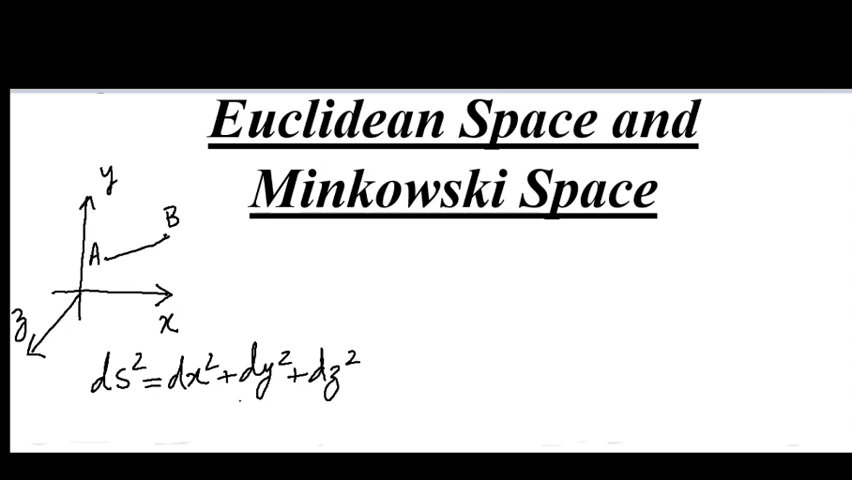 Euclidean Space and
Minkowski Space
y
B
A
z
x
ds² = dx² + dy² + dz²